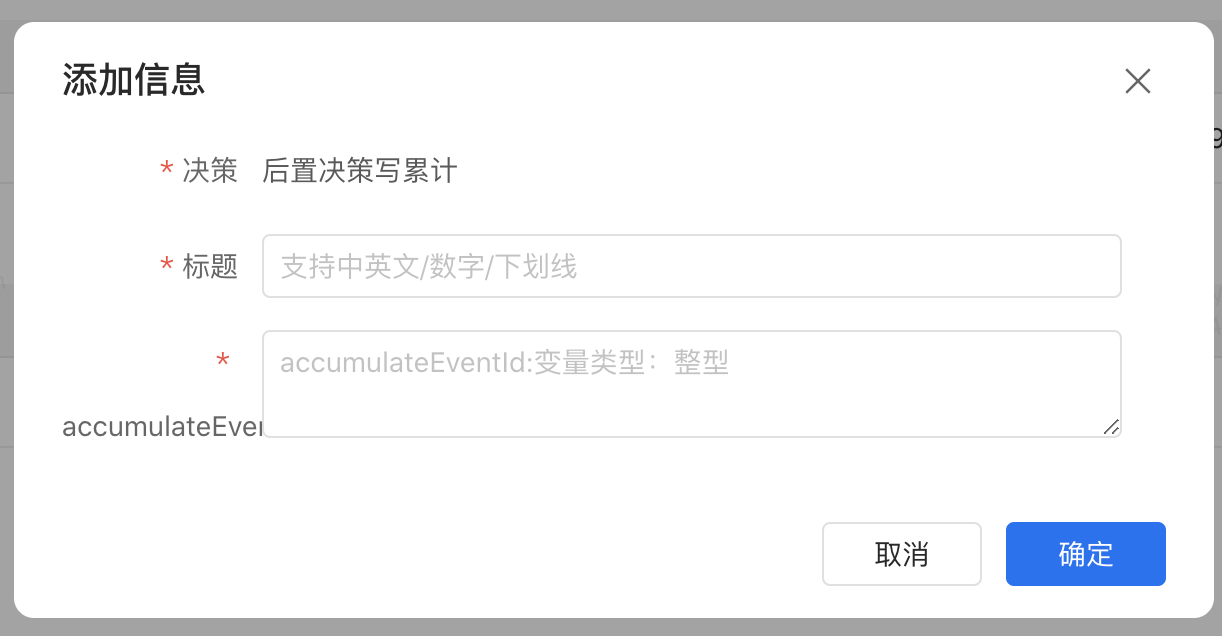 添加信息
* 决策 后置决策写累计
* 标题 支持中英文/数字/下划线
* accumulateEventId:变量类型：整型
accumulateEve
取消 确定